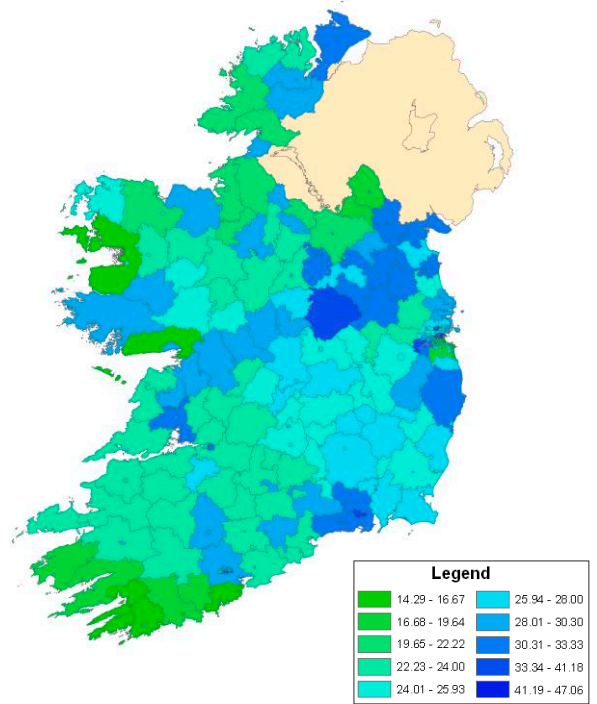 Legend
14.29 - 16.67
16.68 - 19.64
19.65 - 22.22
22.23 - 24.00
24.01 - 25.93
25.94 - 28.00
28.01 - 30.30
30.31 - 33.33
33.34 - 41.18
41.19 - 47.06